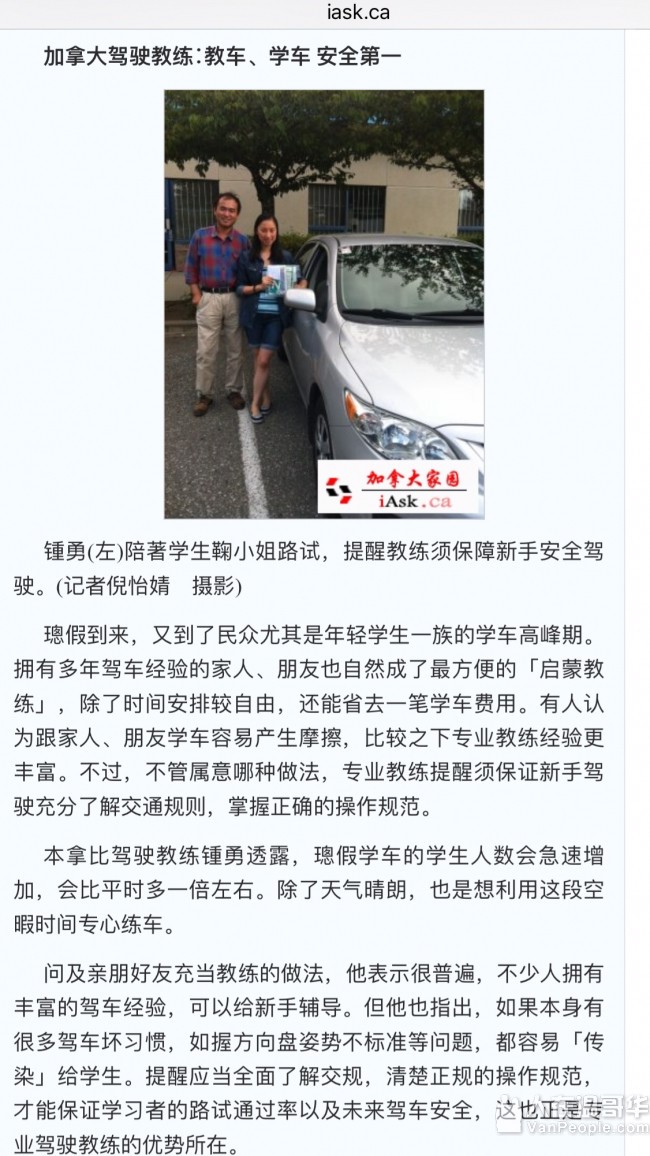 iask.ca
加拿大驾驶教练:教车、学车 安全第一
加拿大家园
iAsk.ca
锺勇(左)陪著学生鞠小姐路试，提醒教练须保障新手安全驾
驶。(记者倪怡婧　摄影)
璁假到来，又到了民众尤其是年轻学生一族的学车高峰期。
拥有多年驾车经验的家人、朋友也自然成了最方便的「启蒙教
练」，除了时间安排较自由，还能省去一笔学车费用。有人认
为跟家人、朋友学车容易产生摩擦，比较之下专业教练经验更
丰富。不过，不管属意哪种做法，专业教练提醒须保证新手驾
驶充分了解交通规则，掌握正确的操作规范。
本拿比驾驶教练锺勇透露，璁假学车的学生人数会急速增
加，会比平时多一倍左右。除了天气晴朗，也是想利用这段空
暇时间专心练车。
问及亲朋好友充当教练的做法，他表示很普遍，不少人拥有
丰富的驾车经验，可以给新手辅导。但他也指出，如果本身有
很多驾车坏习惯，如握方向盘姿势不标准等问题，都容易「传
染」给学生。提醒应当全面了解交规，清楚正规的操作规范，
才能保证学习者的路试通过率以及未来驾车安全，这也正是专
业驾驶教练的优势所在。
人在温哥华
VanPeople.com